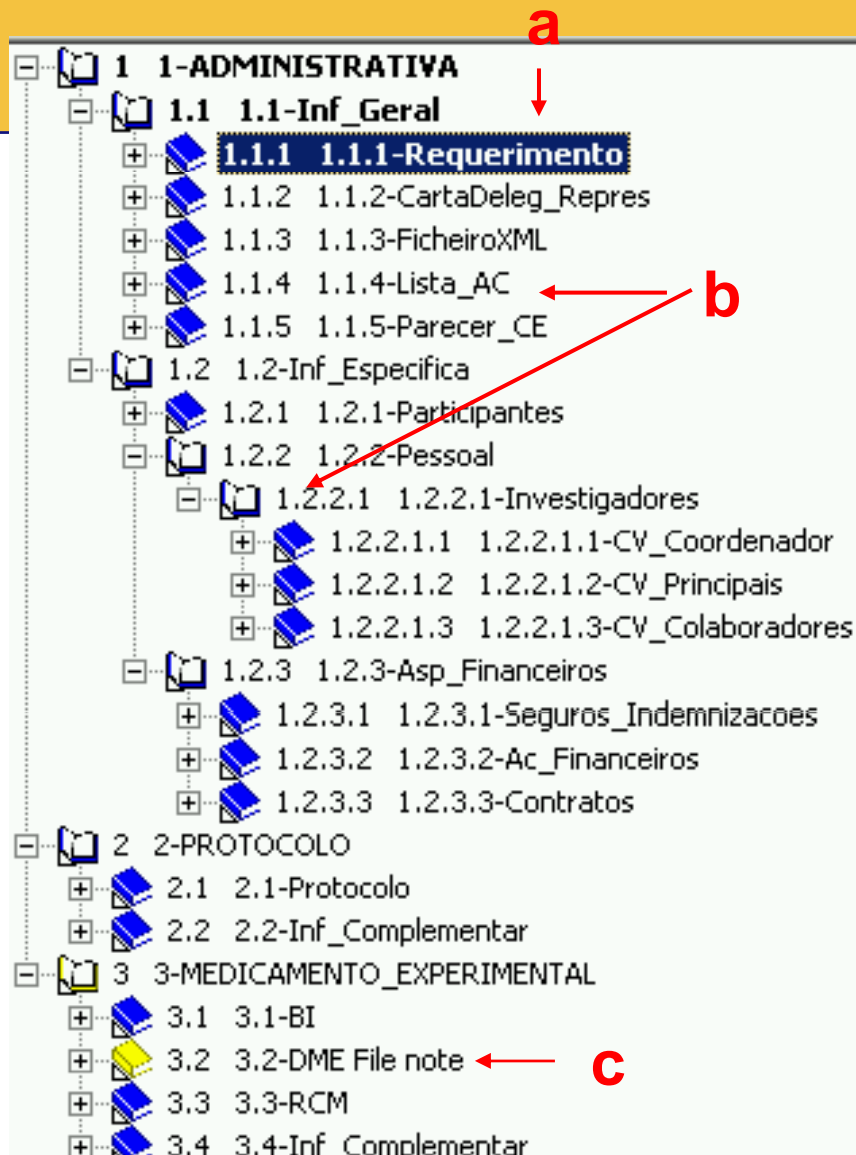 a
1 1-ADMINISTRATIVA
1.1 1.1-Inf_Geral
1.1.1 1.1.1-Requerimento
1.1.2 1.1.2-CartaDeleg_Repres
1.1.3 1.1.3-FicheiroXML
1.1.4 1.1.4-Lista_AC
b
1.1.5 1.1.5-Parecer_CE
1.2 1.2-Inf_Especifica
1.2.1 1.2.1-Participantes
1.2.2 1.2.2-Pessoal
1.2.2.1 1.2.2.1-Investigadores
1.2.2.1.1 1.2.2.1.1-CV_Coordenador
1.2.2.1.2 1.2.2.1.2-CV_Principais
1.2.2.1.3 1.2.2.1.3-CV_Colaboradores
1.2.3 1.2.3-Asp_Financeiros
1.2.3.1 1.2.3.1-Seguros_Indemnizacoes
1.2.3.2 1.2.3.2-Ac_Financeiros
1.2.3.3 1.2.3.3-Contratos
2 2-PROTOCOLO
2.1 2.1-Protocolo
2.2 2.2-Inf_Complementar
3 3-MEDICAMENTO_EXPERIMENTAL
3.1 3.1-BI
3.2 3.2-DME File note
c
3.3 3.3-RCM
3.4 3.4-Inf_Complementar